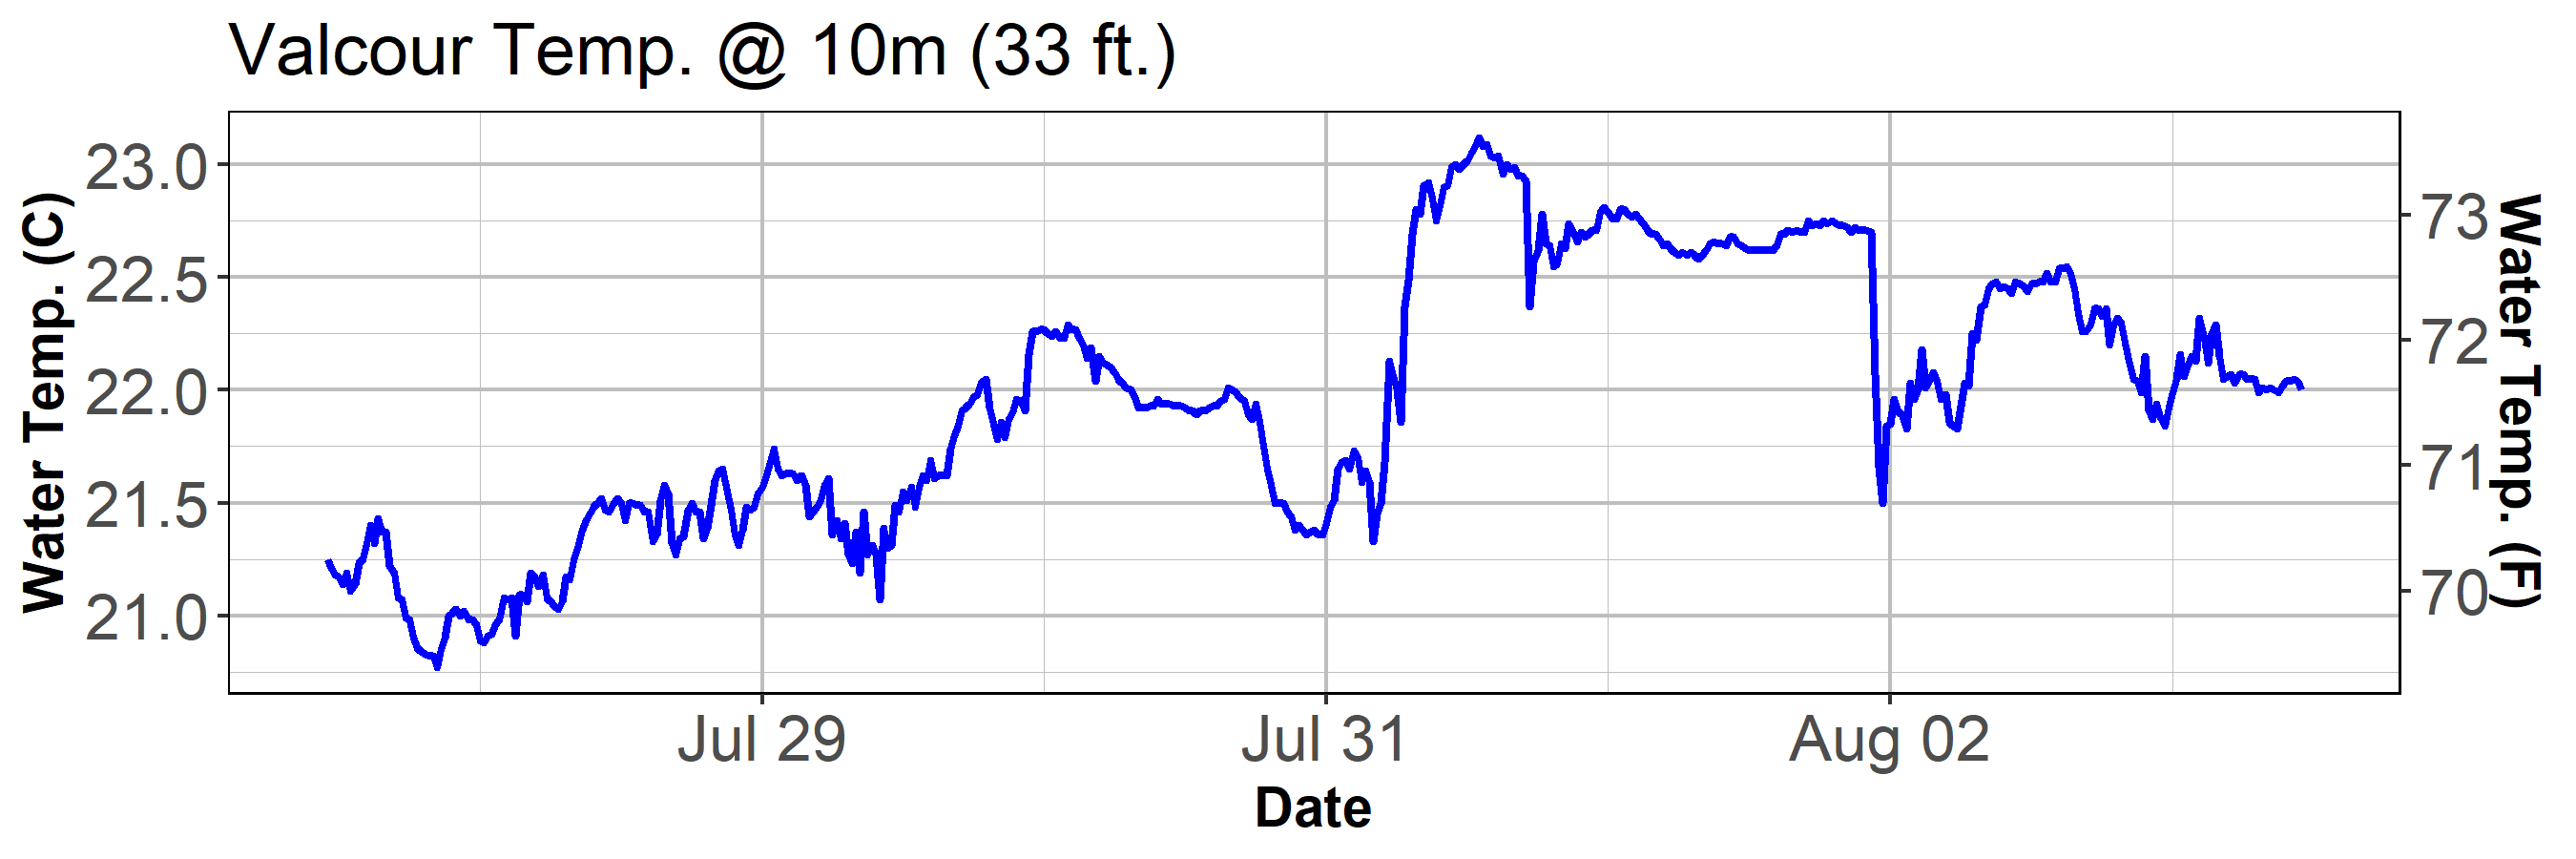 Valcour Temp. @ 10m (33 ft.)
Water Temp. (C)
23.0
22.5
22.0
21.5
21.0
73
72
71
70
Water Temp. (F)
Jul 29
Jul 31
Aug 02
Date